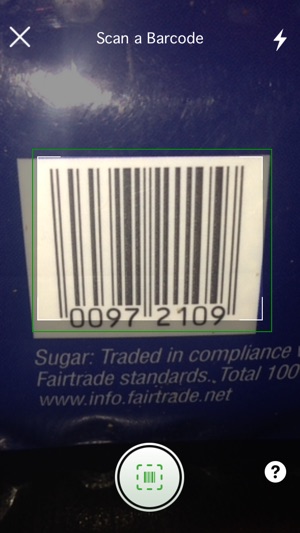 Scan a Barcode
0097 2109
Sugar: Traded in compliance
Fairtrade standards. Total 100
www.info.fairtrade.net
?